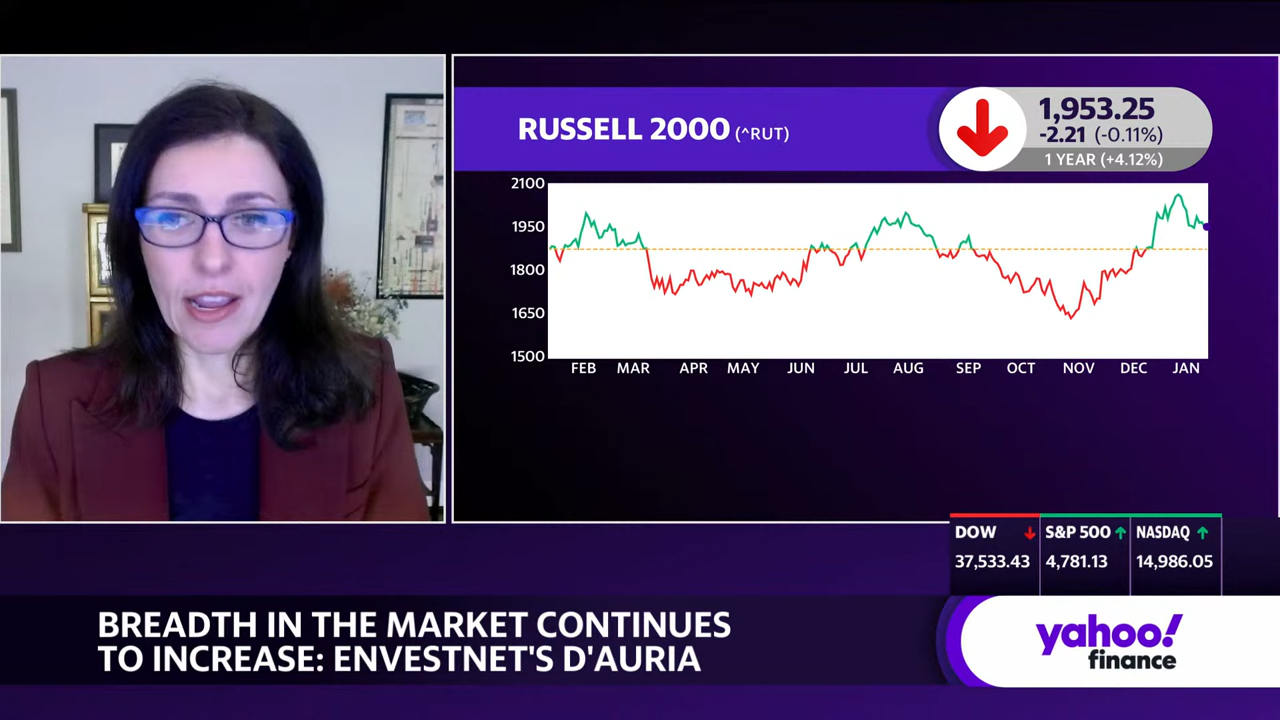 RUSSELL 2000 (^RUT)
1,953.25
-2.21 (-0.11%)
1 YEAR (+4.12%)
2100
1950
1800
1650
1500
FEB MAR APR MAY JUN JUL AUG SEP OCT NOV DEC JAN
DOW S&P 500 NASDAQ
37,533.43 4,781.13 14,986.05
BREADTH IN THE MARKET CONTINUES
TO INCREASE: ENVESTNET'S D'AURIA
yahoo!
finance